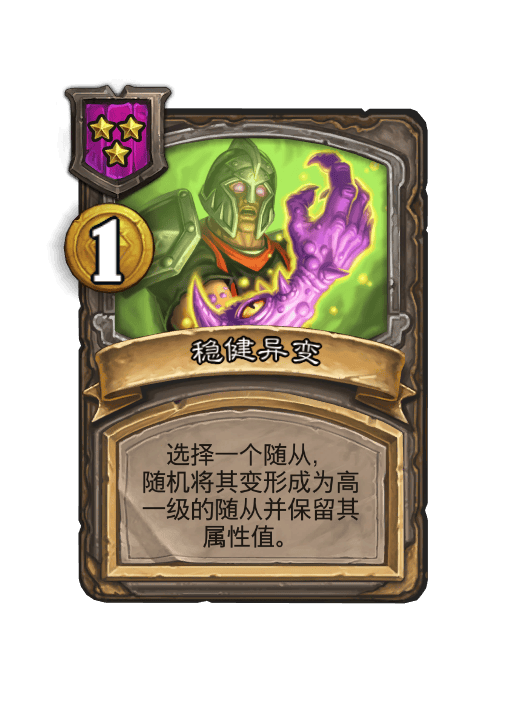 1
稳健异变
选择一个随从，
随机将其变形成为高
一级的随从并保留其
属性值。